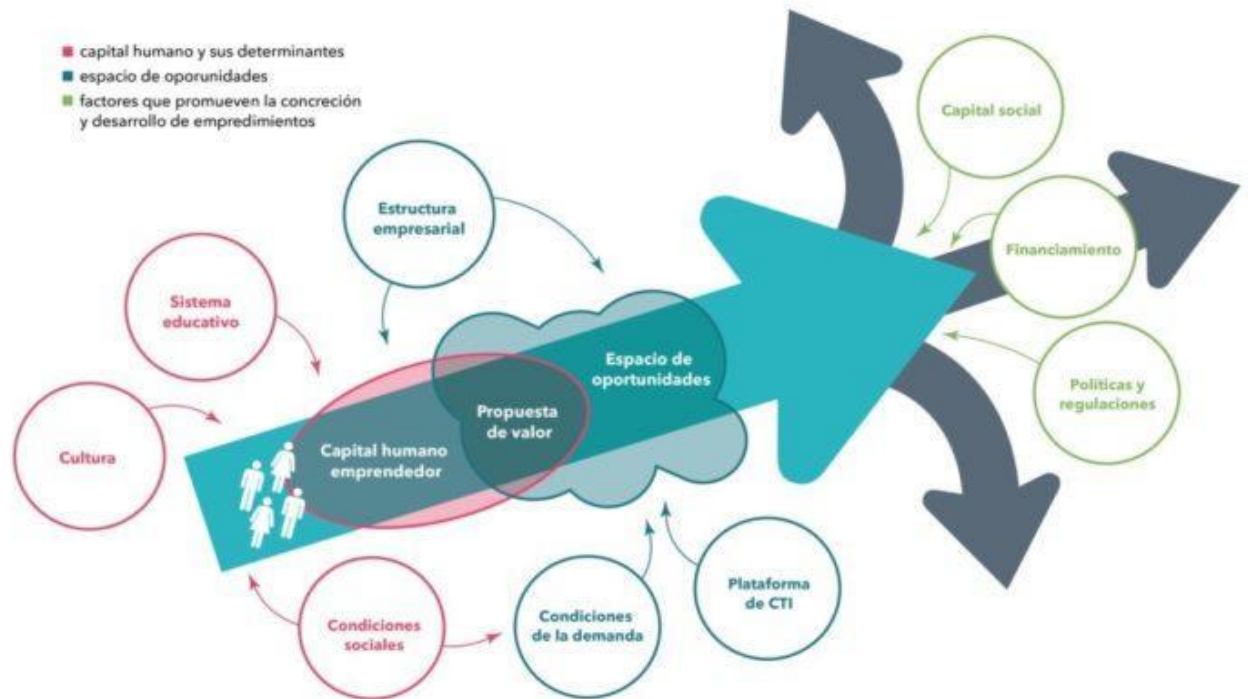 capital humano y sus determinantes
espacio de oporunidades
factores que promueven la concreción
y desarrollo de empredimientos
Capital social
Estructura
empresarial
Financiamiento
Sistema
educativo
Espacio de
oportunidades
Políticas y
regulaciones
Propuesta
de valor
Cultura
Capital humano
emprendedor
Plataforma
de CTI
Condiciones
sociales
Condiciones
de la demanda